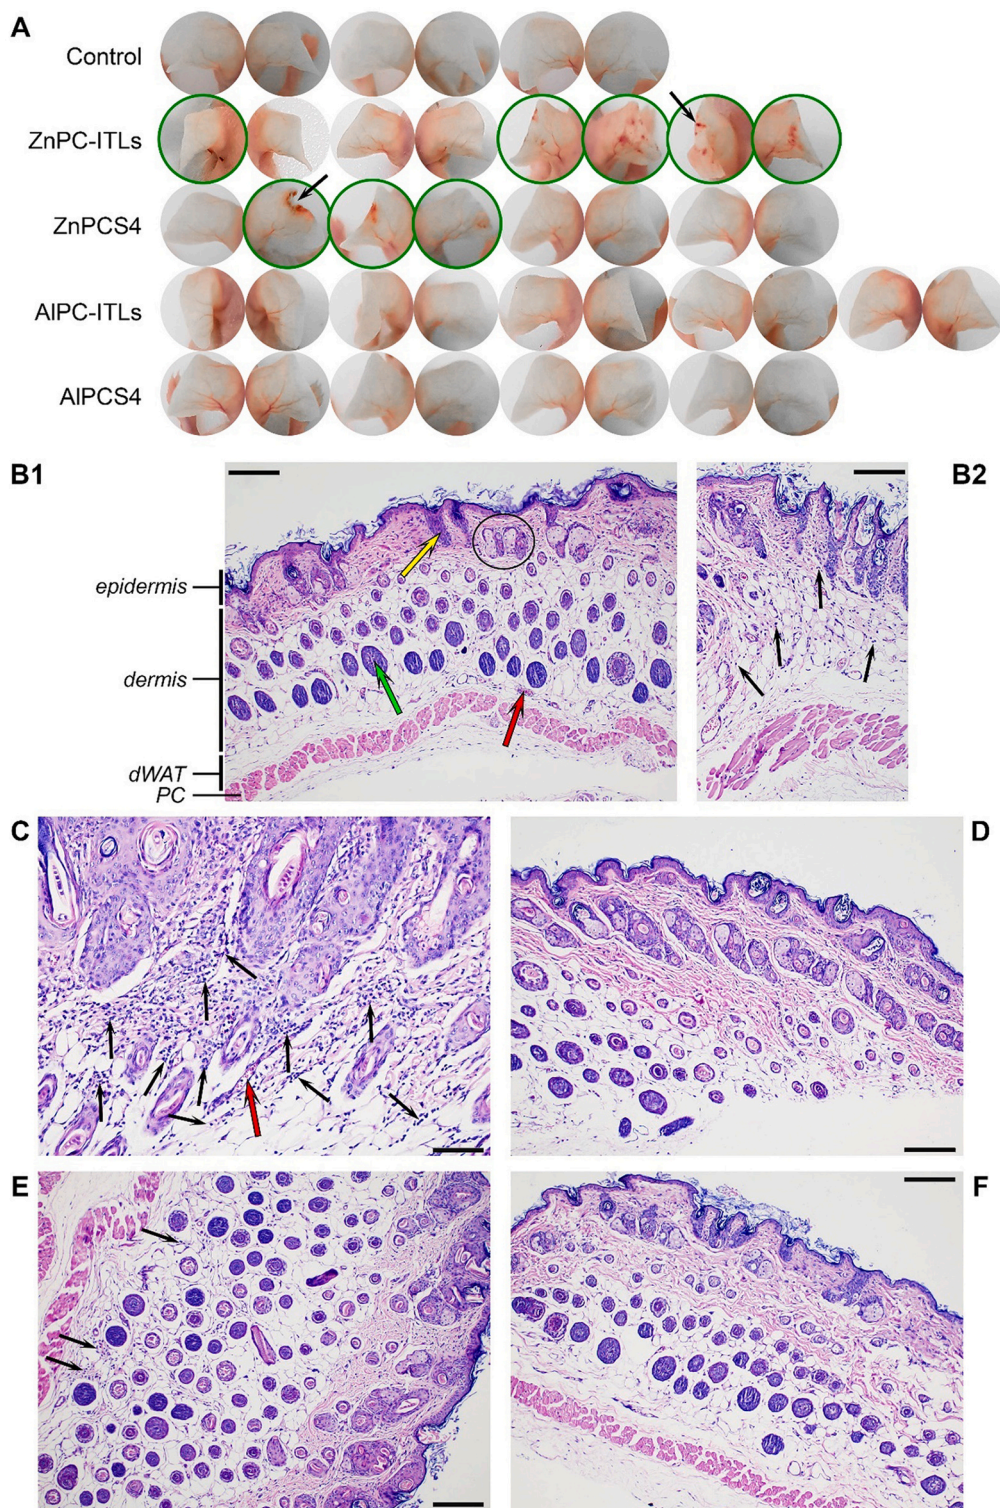 A
Control
ZnPC-ITLs
ZnPCS4
AlPC-ITLs
AlPCS4
B1
B2
epidermis
dermis
dWAT
PC
C
D
E
F